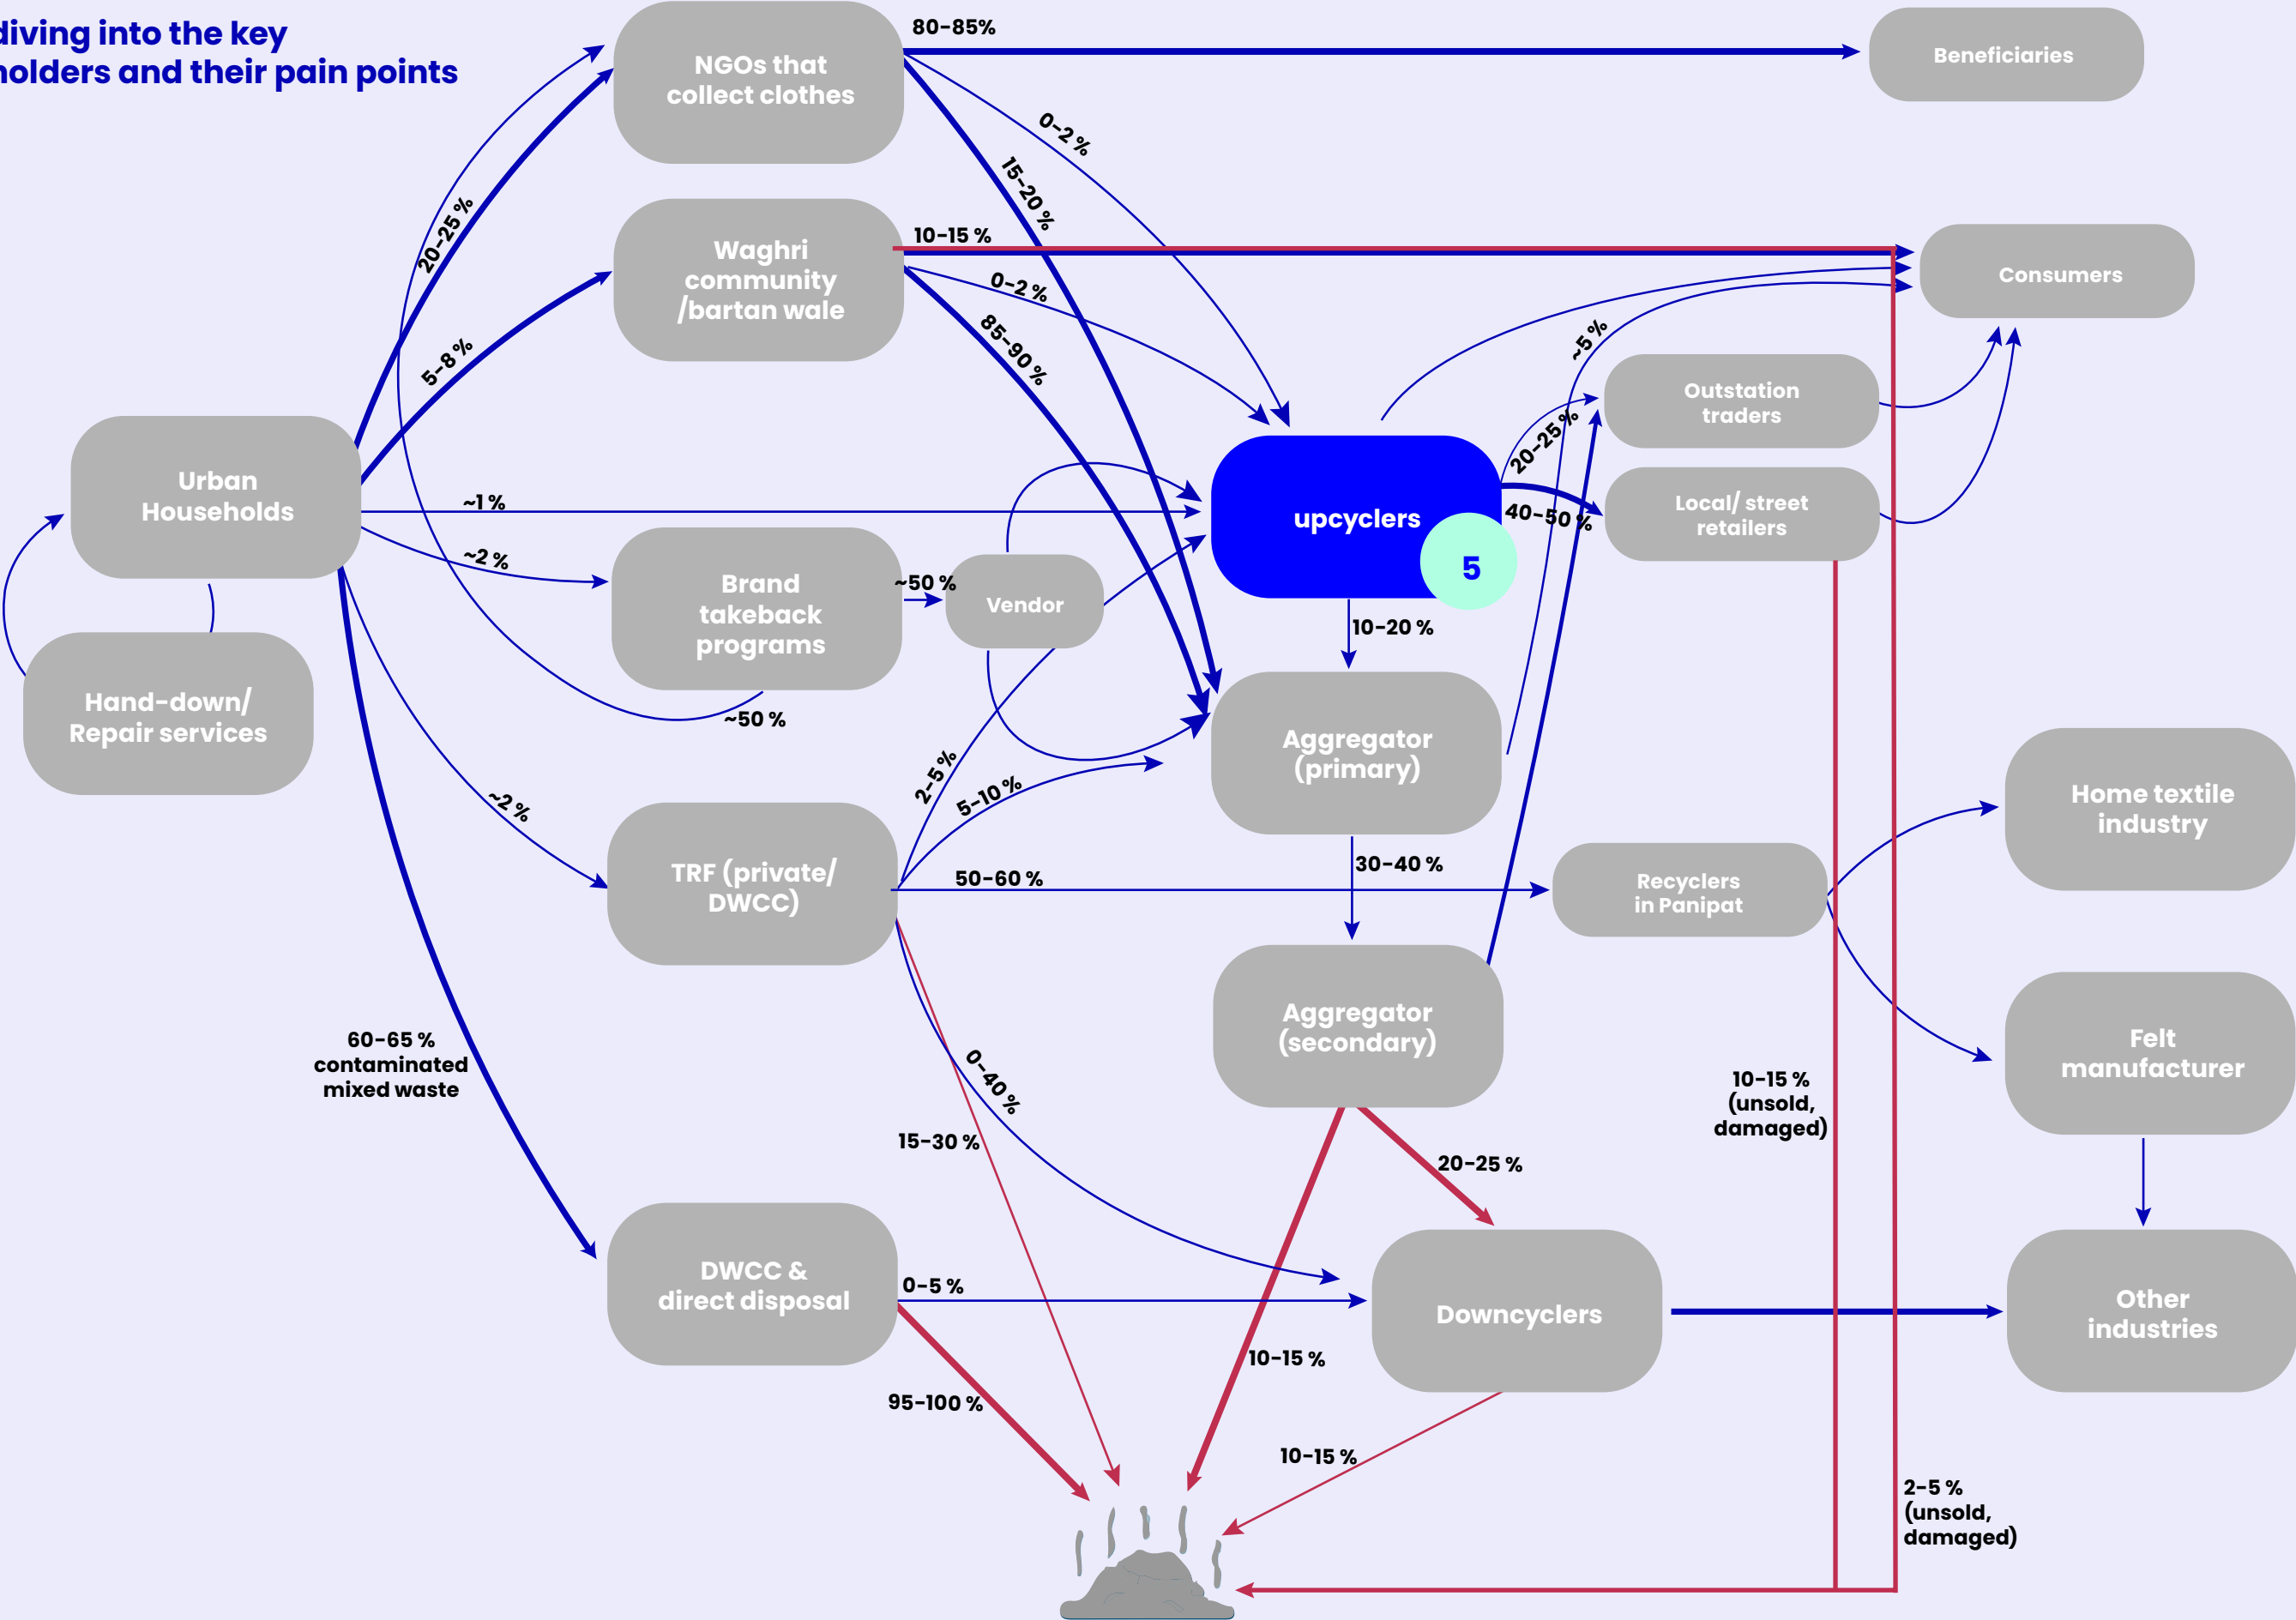 diving into the key
holders and their pain points
NGOs that
collect clothes
80-85%
Beneficiaries
0-2 %
15-20 %
20-25 %
Waghri
community
/bartan wale
10-15 %
0-2 %
85-90 %
Consumers
5-8 %
~5 %
Outstation
traders
20-25 %
Urban
Households
~1 %
upcyclers
5
40-50 %
Local/ street
retailers
~2 %
Brand
takeback
programs
~50 %
Vendor
10-20 %
Hand-down/
Repair services
~50 %
Aggregator
(primary)
2-5 %
5-10 %
~2 %
Home textile
industry
TRF (private/
DWCC)
50-60 %
30-40 %
Recyclers
in Panipat
Aggregator
(secondary)
60-65 %
contaminated
mixed waste
0-40 %
15-30 %
10-15 %
(unsold,
damaged)
Felt
manufacturer
20-25 %
DWCC &
direct disposal
0-5 %
Downcyclers
Other
industries
10-15 %
95-100 %
10-15 %
2-5 %
(unsold,
damaged)